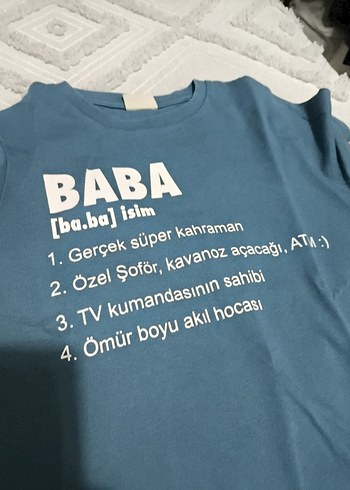 BABA
[ba.ba] isim
1. Gerçek süper kahraman
2. Özel Şoför, kavanoz açacağı, ATM :)
3. TV kumandasının sahibi
4. Ömür boyu akıl hocası